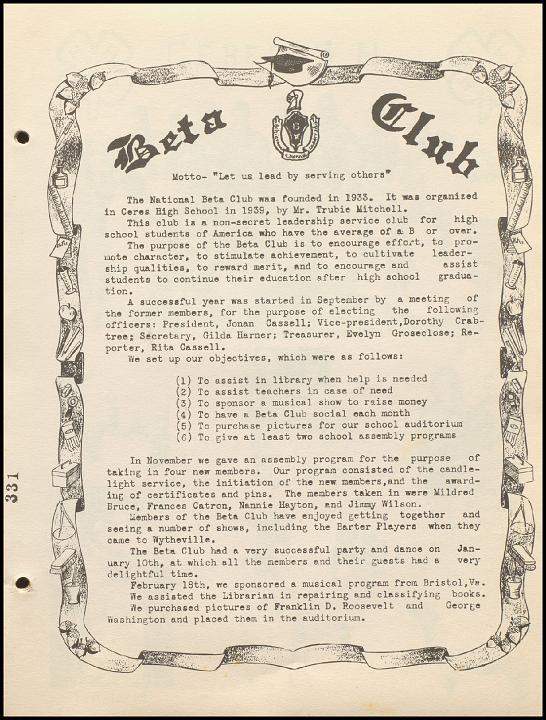 Beta Club
Motto- "Let us lead by serving others"
The National Beta Club was founded in 1933. It was organized
in Ceres High School in 1939, by Mr. Trubie Mitchell.
This club is a non-secret leadership service club for high
school students of America who have the average of a B or over.
The purpose of the Beta Club is to encourage effort, to pro-
mote character, to stimulate achievement, to cultivate leader-
ship qualities, to reward merit, and to encourage and assist
students to continue their education after high school gradua-
tion.
A successful year was started in September by a meeting of
the former members, for the purpose of electing the following
officers: President, Jonan Cassell; Vice-president,Dorothy Crab-
tree; Secretary, Gilda Harner; Treasurer, Evelyn Groseclose; Re-
porter, Rita Cassell.
We set up our objectives, which were as follows:
(1) To assist in library when help is needed
(2) To assist teachers in case of need
(3) To sponsor a musical show to raise money
(4) To have a Beta Club social each month
(5) To purchase pictures for our school auditorium
(6) To give at least two school assembly programs
In November we gave an assembly program for the purpose of
taking in four new members. Our program consisted of the candle-
light service, the initiation of the new members,and the award-
ing of certificates and pins. The members taken in were Mildred
Bruce, Frances Catron, Nannie Hayton, and Jimmy Wilson.
Members of the Beta Club have enjoyed getting together and
seeing a number of shows, including the Barter Players when they
came to Wytheville.
The Beta Club had a very successful party and dance on Jan-
uary 10th, at which all the members and their guests had a very
delightful time.
February 18th, we sponsored a musical program from Bristol,Va.
We assisted the Librarian in repairing and classifying books.
We purchased pictures of Franklin D. Roosevelt and George
Washington and placed them in the auditorium.
331